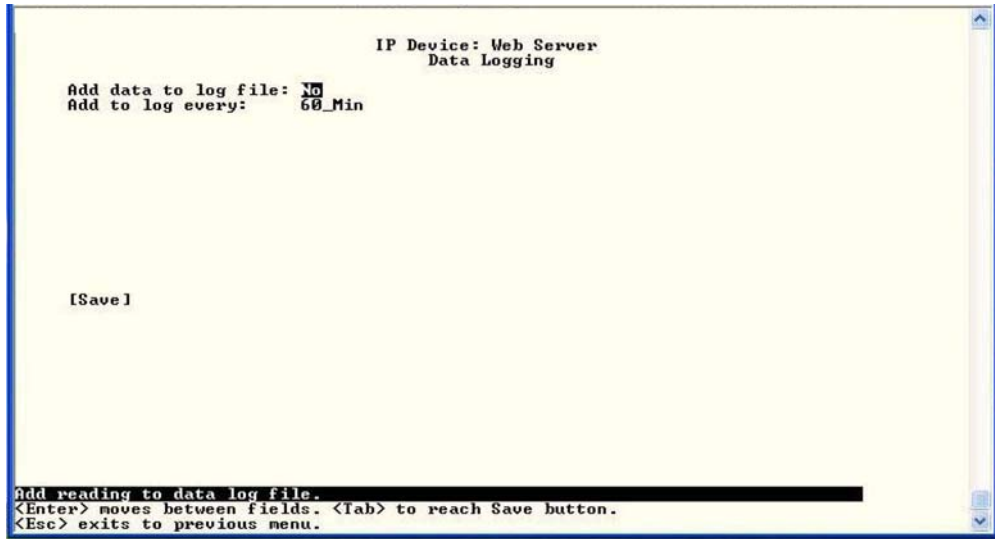 IP Device: Web Server
Data Logging
Add data to log file: No
Add to log every: 60_Min
[Save]
Add reading to data log file.
<Enter> moves between fields. <Tab> to reach Save button.
<Esc> exits to previous menu.